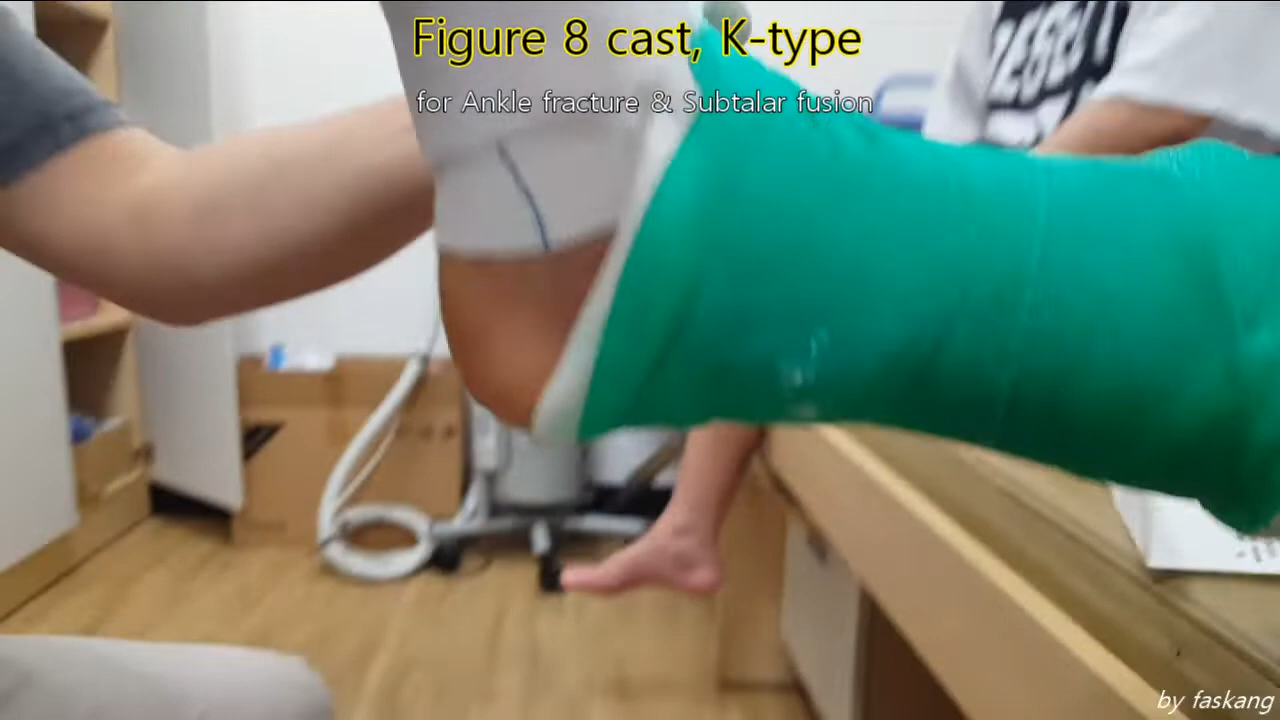 Figure 8 cast, K-type
for Ankle fracture & Subtalar fusion
by faskang